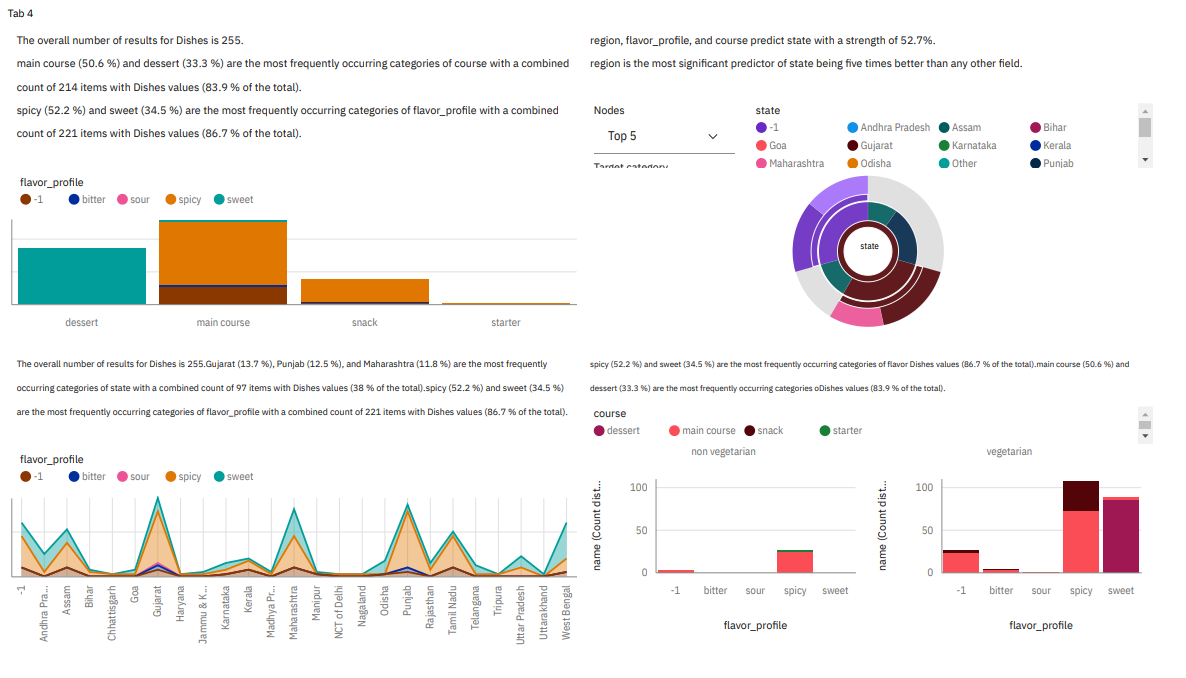 Tab 4
The overall number of results for Dishes is 255.
main course (50.6 %) and dessert (33.3 %) are the most frequently occurring categories of course with a combined
count of 214 items with Dishes values (83.9 % of the total).
spicy (52.2 %) and sweet (34.5 %) are the most frequently occurring categories of flavor_profile with a combined
count of 221 items with Dishes values (86.7 % of the total).
region, flavor_profile, and course predict state with a strength of 52.7%.
region is the most significant predictor of state being five times better than any other field.
Nodes
Top 5
Target category
state
-1 Andhra Pradesh Assam Bihar
Goa Gujarat Karnataka Kerala
Maharashtra Odisha Other Punjab
state
flavor_profile
-1 bitter sour spicy sweet
dessert main course snack starter
The overall number of results for Dishes is 255.Gujarat (13.7 %), Punjab (12.5 %), and Maharashtra (11.8 %) are the most frequently
occurring categories of state with a combined count of 97 items with Dishes values (38 % of the total).spicy (52.2 %) and sweet (34.5 %)
are the most frequently occurring categories of flavor_profile with a combined count of 221 items with Dishes values (86.7 % of the total).
flavor_profile
-1 bitter sour spicy sweet
-1
Andhra Pra...
Assam
Bihar
Chhattisgarh
Goa
Gujarat
Haryana
Jammu & K...
Karnataka
Kerala
Madhya Pr...
Maharashtra
Manipur
NCT of Delhi
Nagaland
Odisha
Punjab
Rajasthan
Tamil Nadu
Telangana
Tripura
Uttar Pradesh
Uttarakhand
West Bengal
spicy (52.2 %) and sweet (34.5 %) are the most frequently occurring categories of flavor Dishes values (86.7 % of the total).main course (50.6 %) and
dessert (33.3 %) are the most frequently occurring categories oDishes values (83.9 % of the total).
course
dessert main course snack starter
non vegetarian
name (Count dist...
100
50
0
-1 bitter sour spicy sweet
flavor_profile
vegetarian
name (Count dist...
100
50
0
-1 bitter sour spicy sweet
flavor_profile